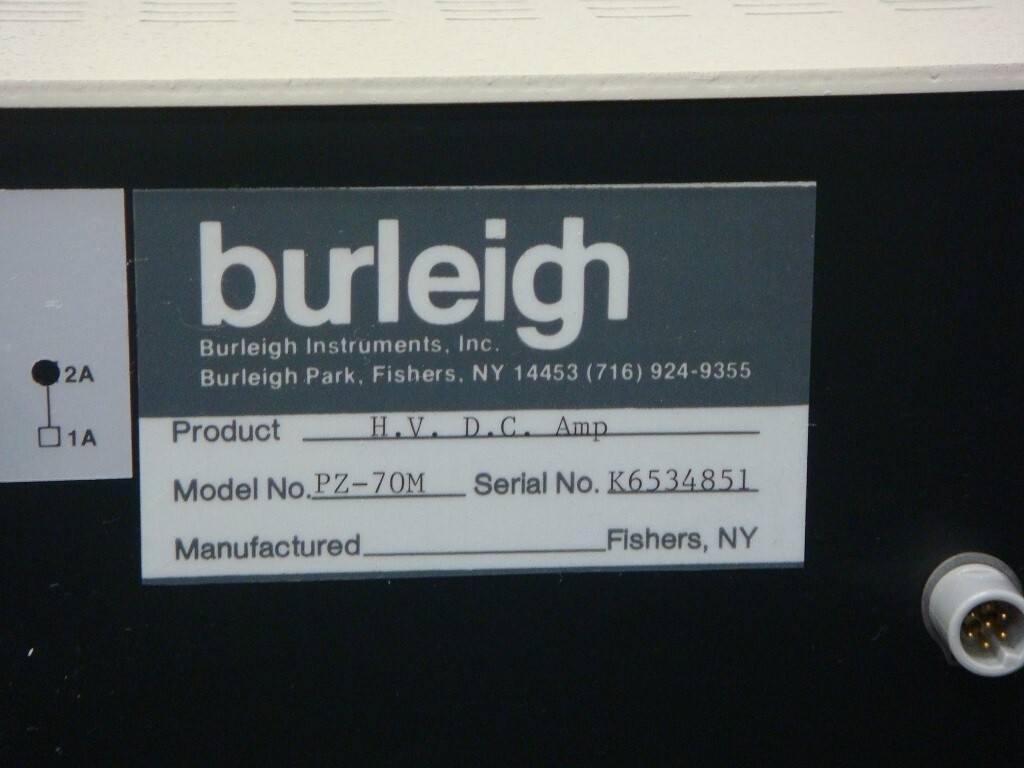 burleigh
Burleigh Instruments, Inc.
Burleigh Park, Fishers, NY 14453 (716) 924-9355
2A
1A
Product H.V. D.C. Amp
Model No. PZ-70M Serial No. K6534851
Manufactured Fishers, NY